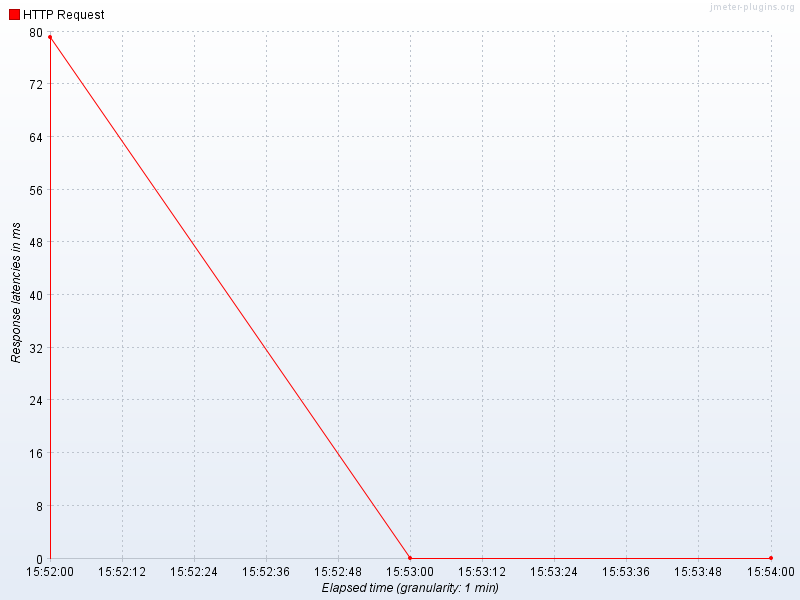 jmeter-plugins.org
HTTP Request
80
72
64
56
48
40
32
24
16
8
0
Response latencies in ms
15:52:00 15:52:12 15:52:24 15:52:36 15:52:48 15:53:00 15:53:12 15:53:24 15:53:36 15:53:48 15:54:00
Elapsed time (granularity: 1 min)